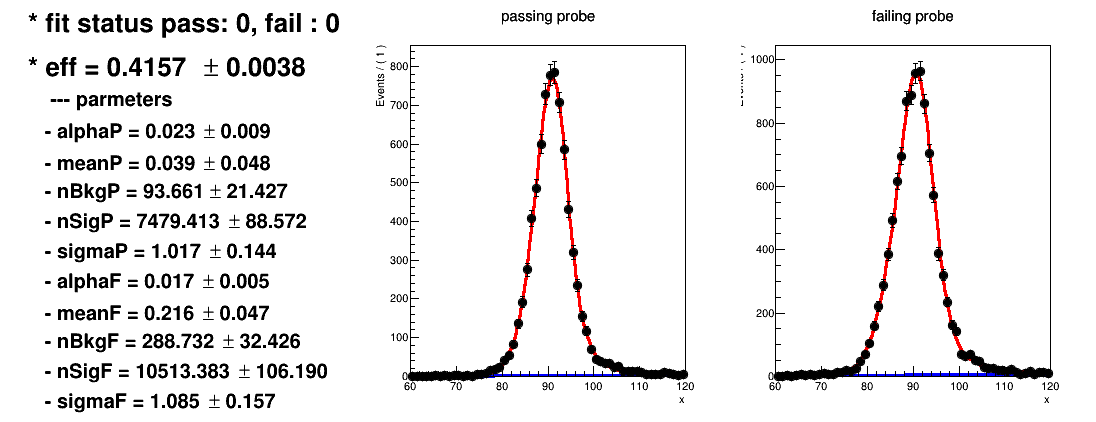 * fit status pass: 0, fail : 0
* eff = 0.4157 ± 0.0038
--- parmeters
- alphaP = 0.023 ± 0.009
- meanP = 0.039 ± 0.048
- nBkgP = 93.661 ± 21.427
- nSigP = 7479.413 ± 88.572
- sigmaP = 1.017 ± 0.144
- alphaF = 0.017 ± 0.005
- meanF = 0.216 ± 0.047
- nBkgF = 288.732 ± 32.426
- nSigF = 10513.383 ± 106.190
- sigmaF = 1.085 ± 0.157
passing probe
Events / ( 1 )
800
700
600
500
400
300
200
100
0
60 70 80 90 100 110 120
x
failing probe
1000
800
600
400
200
0
60 70 80 90 100 110 120
x